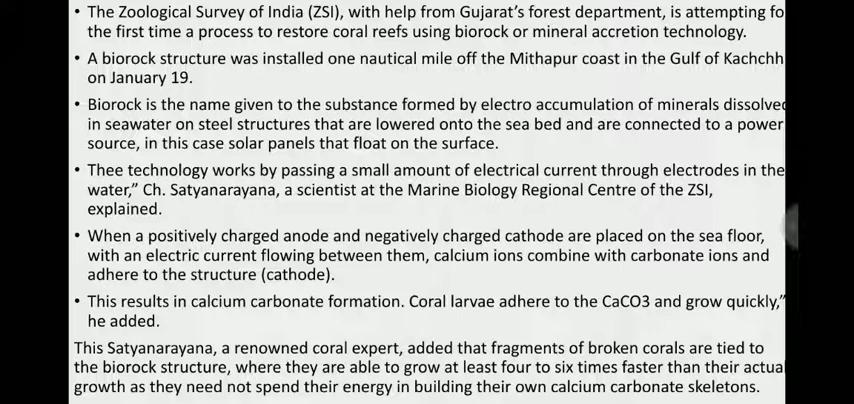 • The Zoological Survey of India (ZSI), with help from Gujarat's forest department, is attempting fo
the first time a process to restore coral reefs using biorock or mineral accretion technology.
• A biorock structure was installed one nautical mile off the Mithapur coast in the Gulf of Kachchh
on January 19.
• Biorock is the name given to the substance formed by electro accumulation of minerals dissolved
in seawater on steel structures that are lowered onto the sea bed and are connected to a power
source, in this case solar panels that float on the surface.
• Thee technology works by passing a small amount of electrical current through electrodes in the
water,” Ch. Satyanarayana, a scientist at the Marine Biology Regional Centre of the ZSI,
explained.
• When a positively charged anode and negatively charged cathode are placed on the sea floor,
with an electric current flowing between them, calcium ions combine with carbonate ions and
adhere to the structure (cathode).
• This results in calcium carbonate formation. Coral larvae adhere to the CaCO3 and grow quickly,”
he added.
This Satyanarayana, a renowned coral expert, added that fragments of broken corals are tied to
the biorock structure, where they are able to grow at least four to six times faster than their actual
growth as they need not spend their energy in building their own calcium carbonate skeletons.